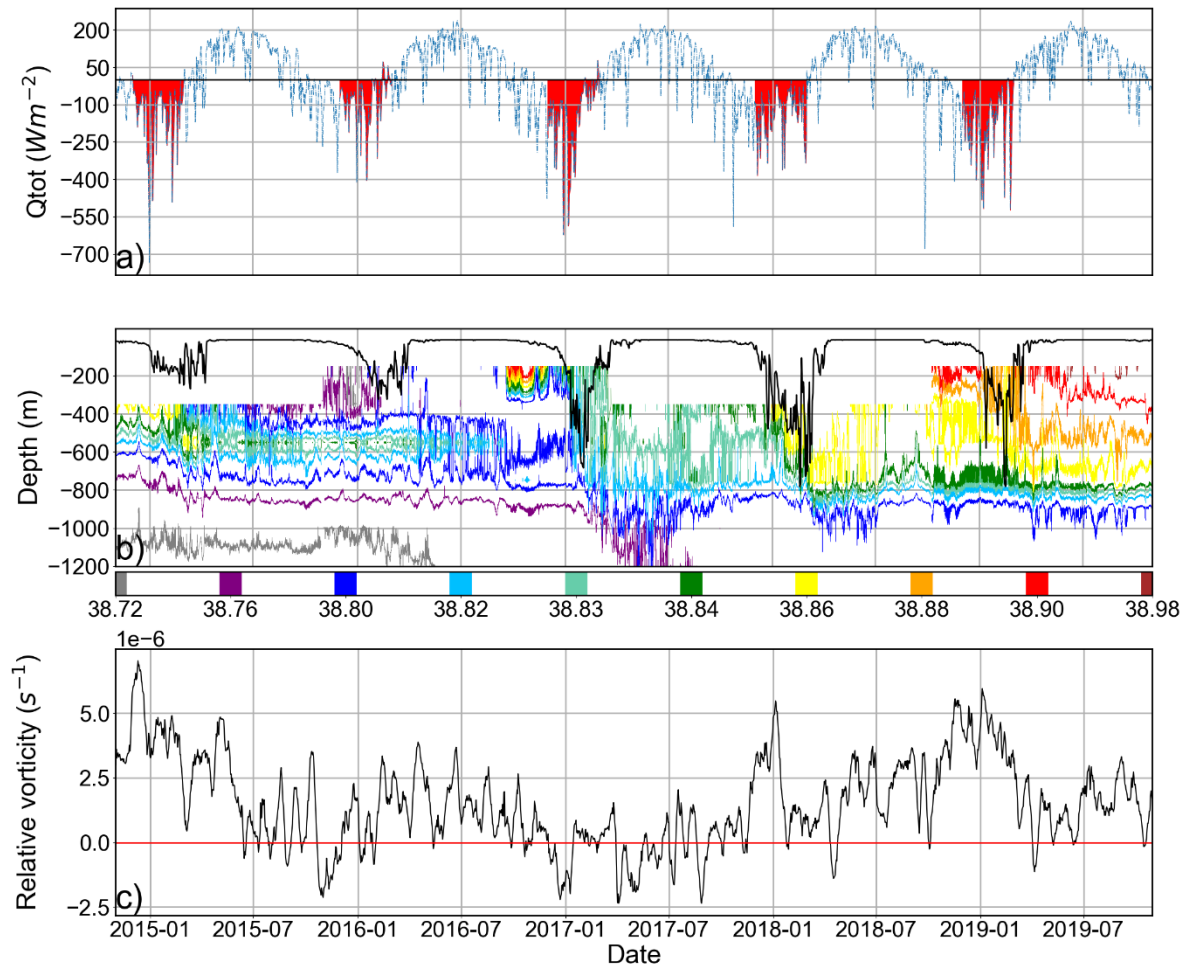 200
50
0
−100
−250
−400
−550
−700
Qtot (Wm⁻²)
a)
−200
−400
−600
−800
−1000
−1200
Depth (m)
b)
38.72 38.76 38.80 38.82 38.83 38.84 38.86 38.88 38.90 38.98
1e−6
5.0
2.5
0.0
−2.5
Relative vorticity (s⁻¹)
c)
2015-01 2015-07 2016-01 2016-07 2017-01 2017-07 2018-01 2018-07 2019-01 2019-07
Date